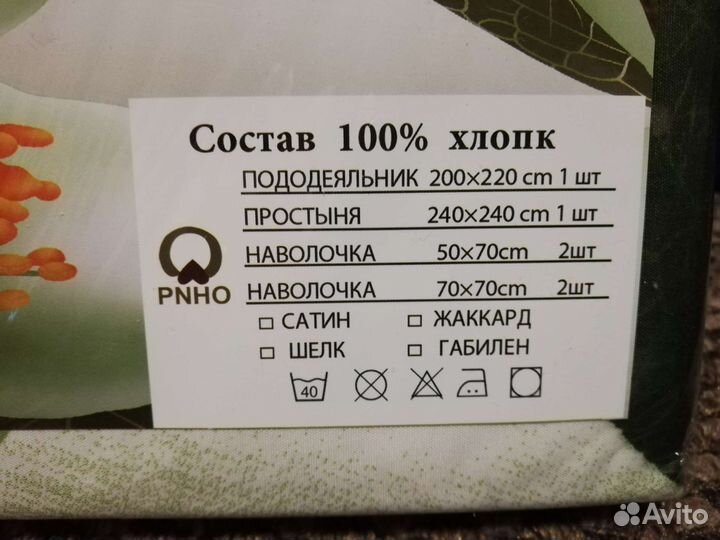 Состав 100% хлопк
ПОДОДЕЯЛЬНИК 200×220 cm 1 шт
ПРОСТЫНЯ 240×240 cm 1 шт
НАВОЛОЧКА 50×70cm 2шт
НАВОЛОЧКА 70×70cm 2шт
PNHO
САТИН ЖАККАРД
ШЕЛК ГАБИЛЕН
40
Avito